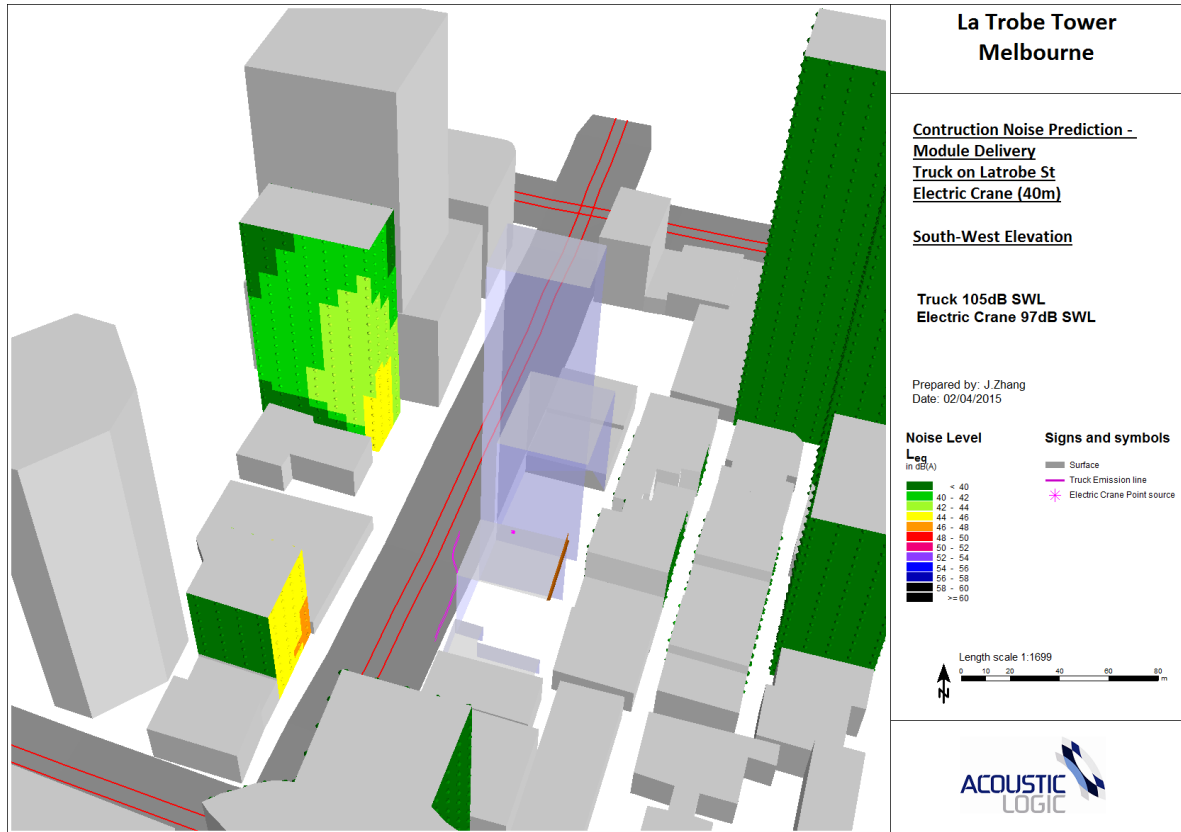 La Trobe Tower
Melbourne
Contruction Noise Prediction -
Module Delivery
Truck on Latrobe St
Electric Crane (40m)
South-West Elevation
Truck 105dB SWL
Electric Crane 97dB SWL
Prepared by: J.Zhang
Date: 02/04/2015
Noise Level
Leq
in dB(A)
< 40
40 - 42
42 - 44
44 - 46
46 - 48
48 - 50
50 - 52
52 - 54
54 - 56
56 - 58
58 - 60
>= 60
Signs and symbols
Surface
Truck Emission line
Electric Crane Point source
Length scale 1:1699
0 10 20 40 60 80
m
N
ACOUSTIC
LOGIC